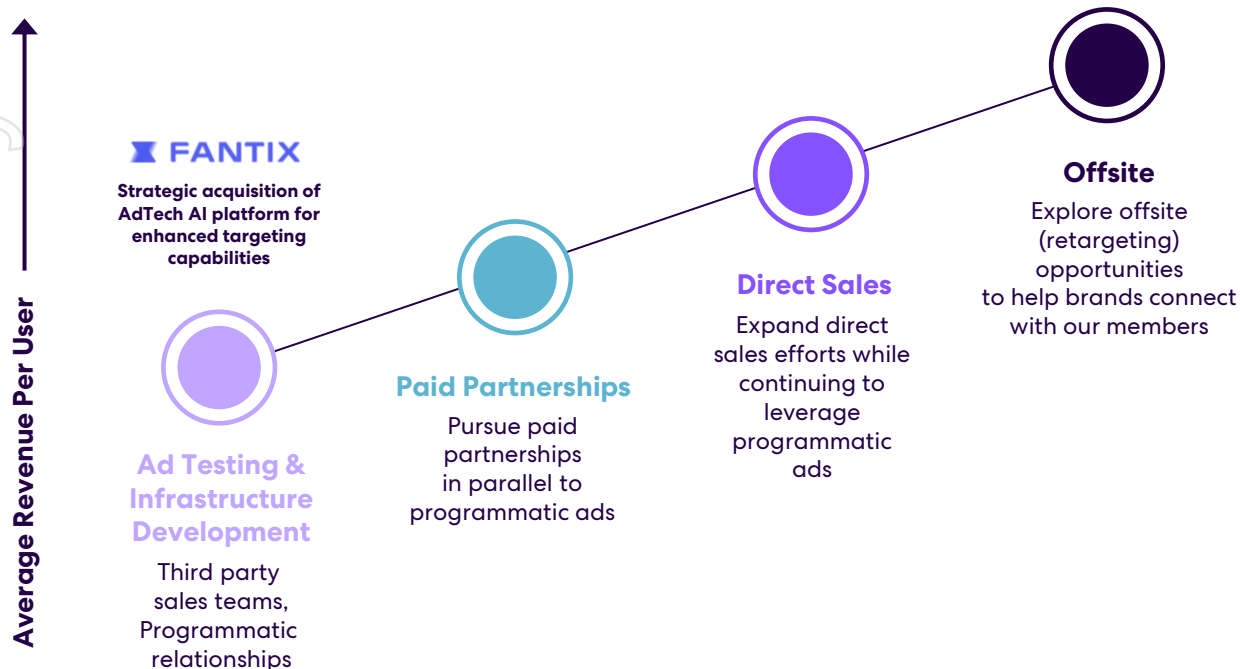 Average Revenue Per User
FANTIX
Strategic acquisition of
AdTech AI platform for
enhanced targeting
capabilities
Ad Testing &
Infrastructure
Development
Third party
sales teams,
Programmatic
relationships
Paid Partnerships
Pursue paid
partnerships
in parallel to
programmatic ads
Direct Sales
Expand direct
sales efforts while
continuing to
leverage
programmatic
ads
Offsite
Explore offsite
(retargeting)
opportunities
to help brands connect
with our members